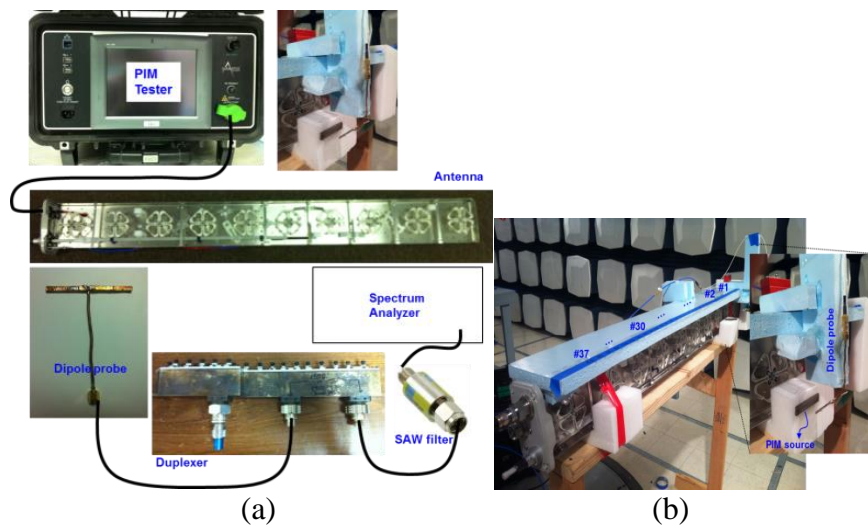 PIM
Tester
Antenna
Spectrum
Analyzer
Dipole probe
SAW filter
Duplexer
(a)
#1
#2
...
#30
...
#37
Dipole probe
PIM source
(b)